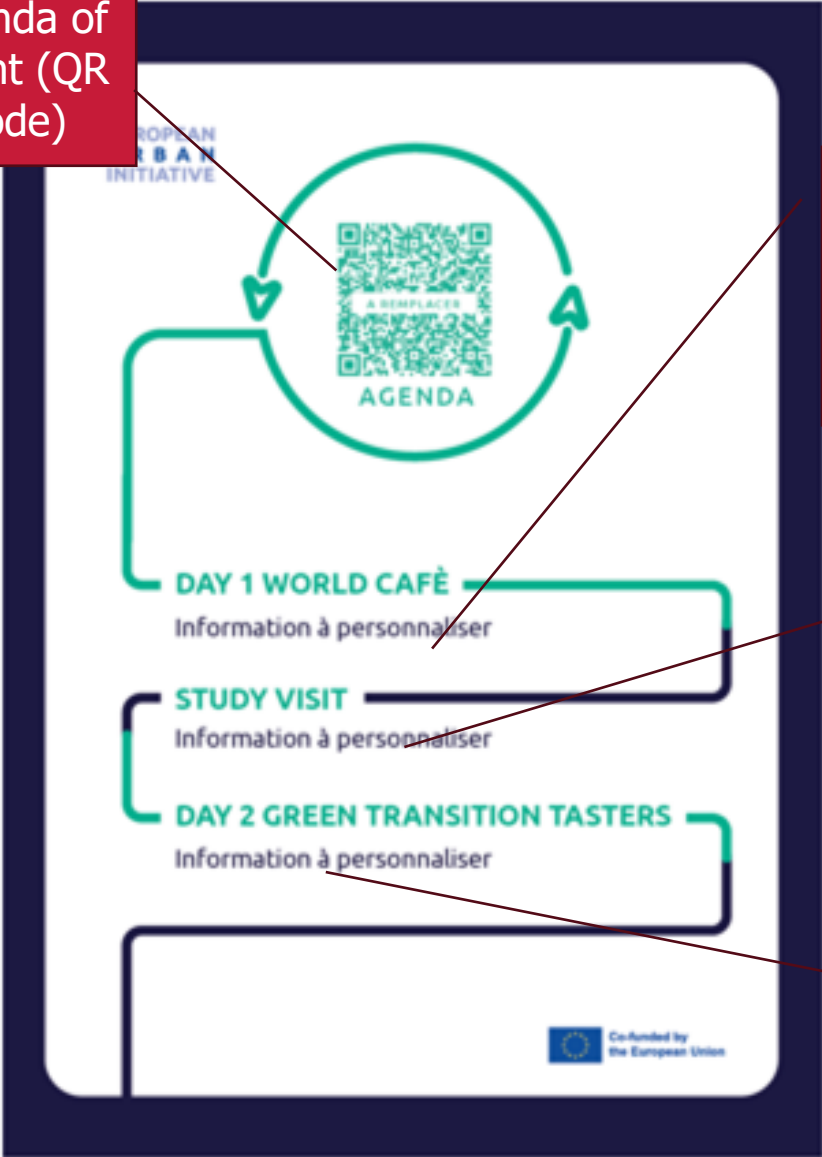 nda of
nt (QR
ode)
ROPEAN
RBAN
INITIATIVE
A REMPLACER
AGENDA
DAY 1 WORLD CAFÈ
Information à personnaliser
STUDY VISIT
Information à personnaliser
DAY 2 GREEN TRANSITION TASTERS
Information à personnaliser
Co-funded by
the European Union